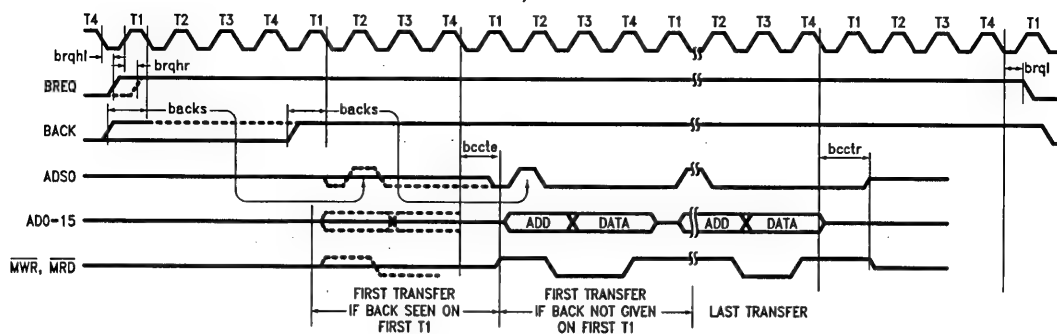 T4 T1 T2 T3 T4 T1 T2 T3 T4 T1 T2 T3 T4 T1 T2 T3 T4 T1 T2 T3 T4 T1
brqhl
brqhr
brql
BREQ
backs
backs
BACK
bccte
bcctr
ADS0
AD0-15
ADD
DATA
ADD
DATA
MWR, MRD
FIRST TRANSFER
IF BACK SEEN ON
FIRST T1
FIRST TRANSFER
IF BACK NOT GIVEN
ON FIRST T1
LAST TRANSFER